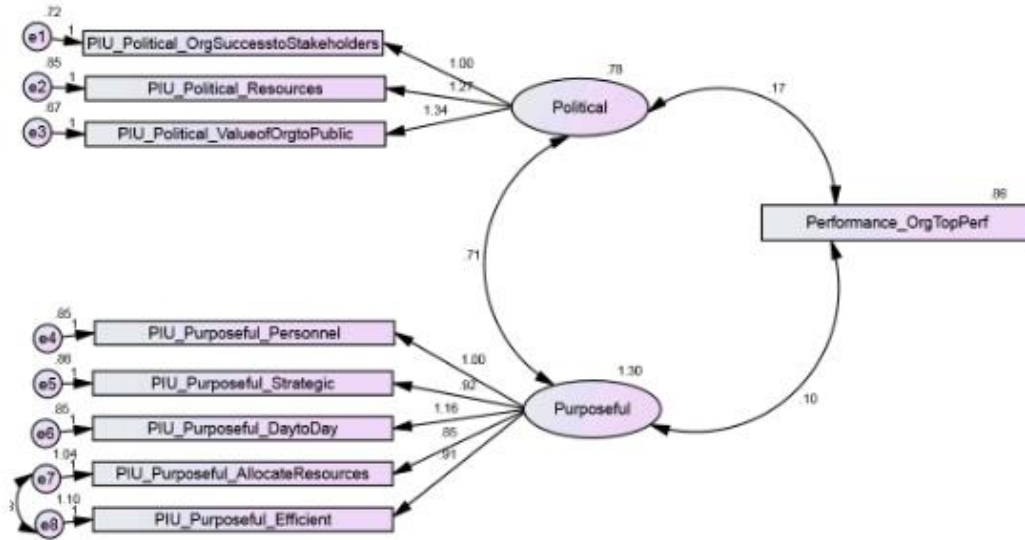 .72
e1
1
PIU_Political_OrgSuccesstoStakeholders
.85
e2
1
PIU_Political_Resources
.67
e3
1
PIU_Political_ValueofOrgtoPublic
1.00
1.27
1.34
.78
Political
.17
.86
Performance_OrgTopPerf
.71
.85
e4
1
PIU_Purposeful_Personnel
.86
e5
1
PIU_Purposeful_Strategic
.85
e6
1
PIU_Purposeful_DaytoDay
1.04
e7
1
PIU_Purposeful_AllocateResources
1.10
e8
1
PIU_Purposeful_Efficient
1.00
.92
1.16
.85
.91
1.30
Purposeful
.10